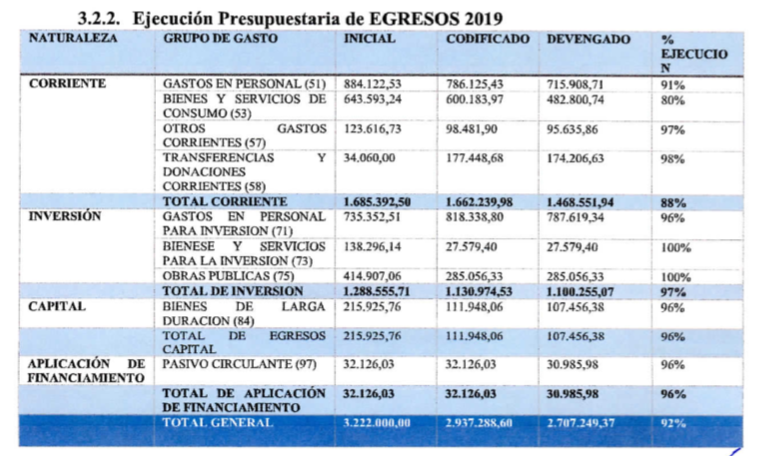 3.2.2. Ejecución Presupuestaria de EGRESOS 2019
NATURALEZA GRUPO DE GASTO INICIAL CODIFICADO DEVENGADO %
EJECUCIO
N
CORRIENTE GASTOS EN PERSONAL (51) 884.122,53 786.125,43 715.908,71 91%
BIENES Y SERVICIOS DE 643.593,24 600.183,97 482.800,74 80%
CONSUMO (53)
OTROS GASTOS 123.616,73 98.481,90 95.635,86 97%
CORRIENTES (57)
TRANSFERENCIAS Y 34.060,00 177.448,68 174.206,63 98%
DONACIONES
CORRIENTES (58)
TOTAL CORRIENTE 1.685.392,50 1.662.239,98 1.468.551,94 88%
INVERSIÓN GASTOS EN PERSONAL 735.352,51 818.338,80 787.619,34 96%
PARA INVERSION (71)
BIENESE Y SERVICIOS 138.296,14 27.579,40 27.579,40 100%
PARA LA INVERSION (73)
OBRAS PUBLICAS (75) 414.907,06 285.056,33 285.056,33 100%
TOTAL DE INVERSION 1.288.555,71 1.130.974,53 1.100.255,07 97%
CAPITAL BIENES DE LARGA 215.925,76 111.948,06 107.456,38 96%
DURACION (84)
TOTAL DE EGRESOS 215.925,76 111.948,06 107.456,38 96%
CAPITAL
APLICACIÓN DE PASIVO CIRCULANTE (97) 32.126,03 32.126,03 30.985,98 96%
FINANCIAMIENTO
TOTAL DE APLICACIÓN 32.126,03 32.126,03 30.985,98 96%
DE FINANCIAMIENTO
TOTAL GENERAL 3.222.000,00 2.937.288,60 2.707.249,37 92%